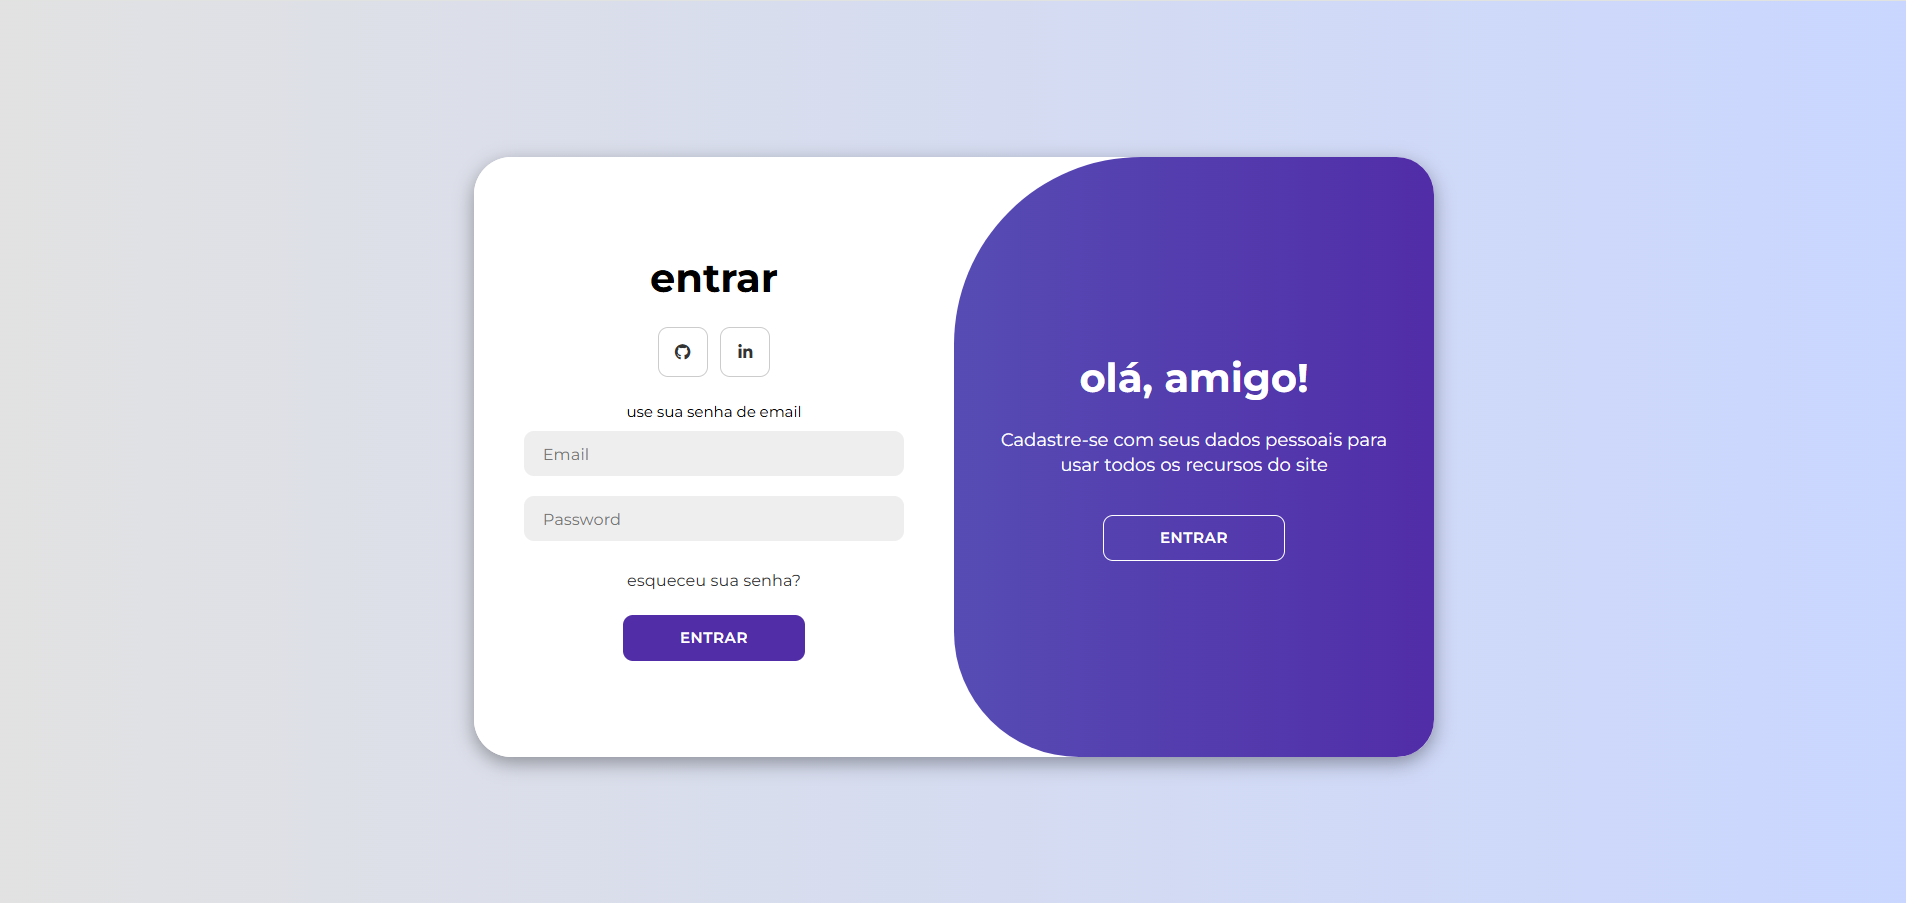 entrar
in
use sua senha de email
Email
Password
esqueceu sua senha?
ENTRAR
olá, amigo!
Cadastre-se com seus dados pessoais para
usar todos os recursos do site
ENTRAR